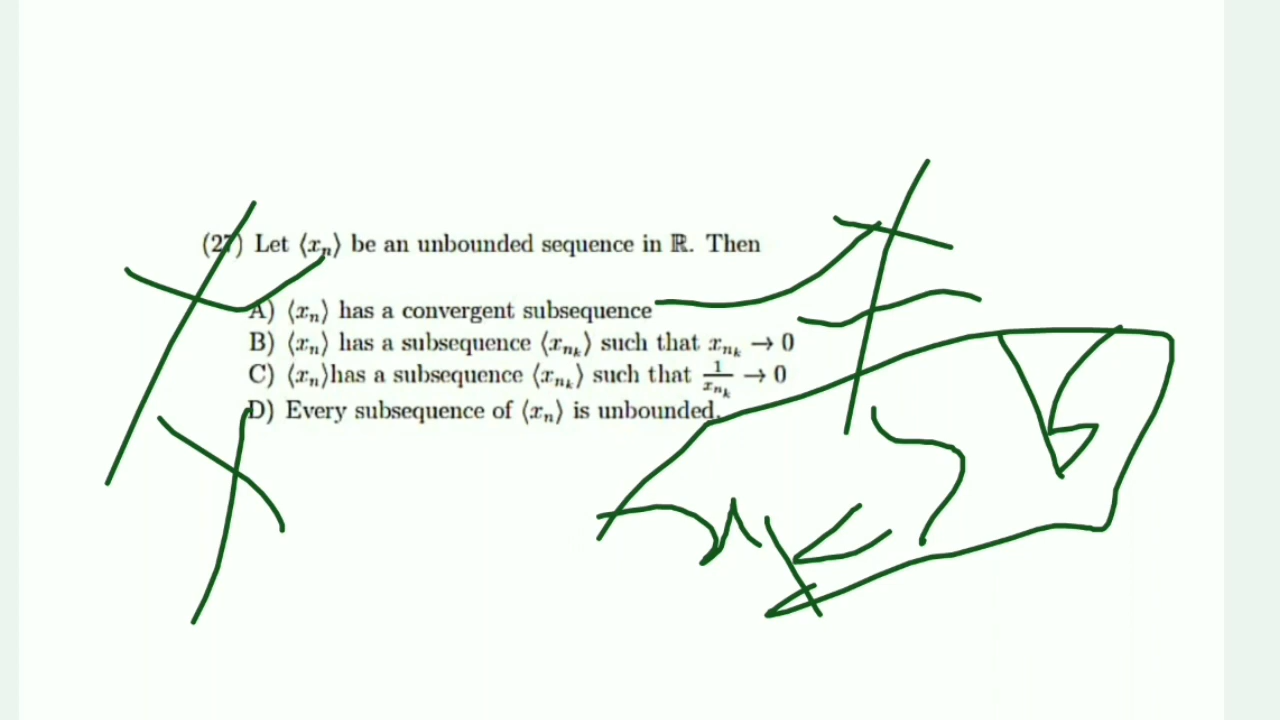 (27) Let ⟨xₙ⟩ be an unbounded sequence in ℝ. Then
A) ⟨xₙ⟩ has a convergent subsequence
B) ⟨xₙ⟩ has a subsequence ⟨xₙₖ⟩ such that xₙₖ → 0
C) ⟨xₙ⟩has a subsequence ⟨xₙₖ⟩ such that 1/xₙₖ → 0
D) Every subsequence of ⟨xₙ⟩ is unbounded.